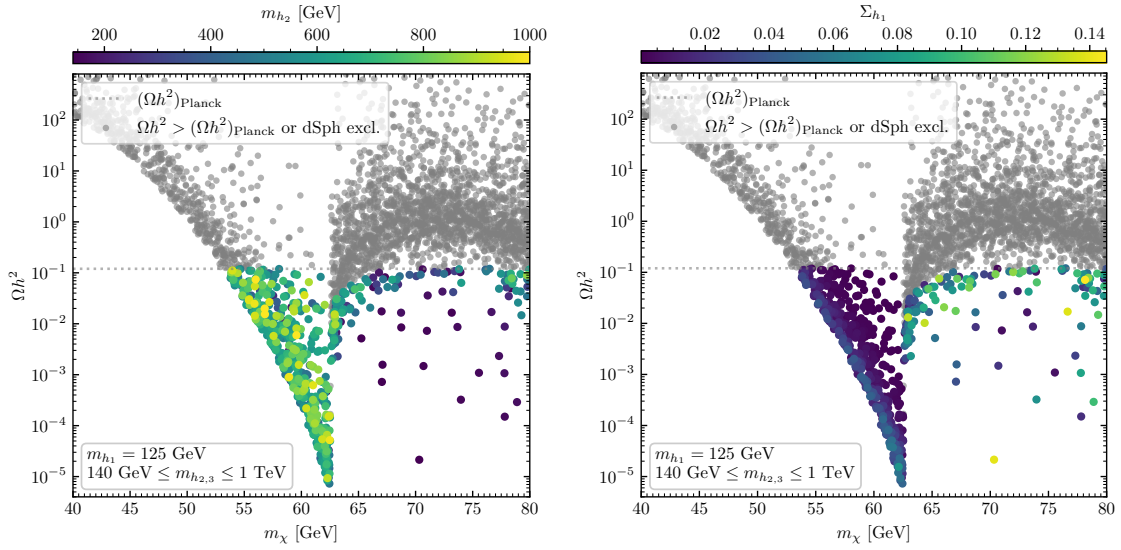 m_{h_2} [GeV]
200 400 600 800 1000
(Ωh²)_Planck
Ωh² > (Ωh²)_Planck or dSph excl.
10² 10¹ 10⁰ 10⁻¹ 10⁻² 10⁻³ 10⁻⁴ 10⁻⁵
Ωh²
m_{h_1} = 125 GeV
140 GeV ≤ m_{h_{2,3}} ≤ 1 TeV
40 45 50 55 60 65 70 75 80
m_χ [GeV]
Σ_{h_1}
0.02 0.04 0.06 0.08 0.10 0.12 0.14
(Ωh²)_Planck
Ωh² > (Ωh²)_Planck or dSph excl.
10² 10¹ 10⁰ 10⁻¹ 10⁻² 10⁻³ 10⁻⁴ 10⁻⁵
Ωh²
m_{h_1} = 125 GeV
140 GeV ≤ m_{h_{2,3}} ≤ 1 TeV
40 45 50 55 60 65 70 75 80
m_χ [GeV]